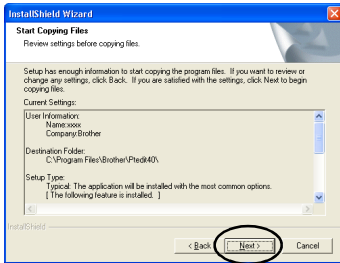 InstallShield Wizard
Start Copying Files
Review settings before copying files.
Setup has enough information to start copying the program files. If you want to review or
change any settings, click Back. If you are satisfied with the settings, click Next to begin
copying files.
Current Settings:
User Information:
Name:xxxx
Company:Brother
Destination Folder:
C:\Program Files\Brother\Ptedit40\
Setup Type:
Typical: The application will be installed with the most common options.
[ The following feature is installed. ]
InstallShield
< Back
Next >
Cancel